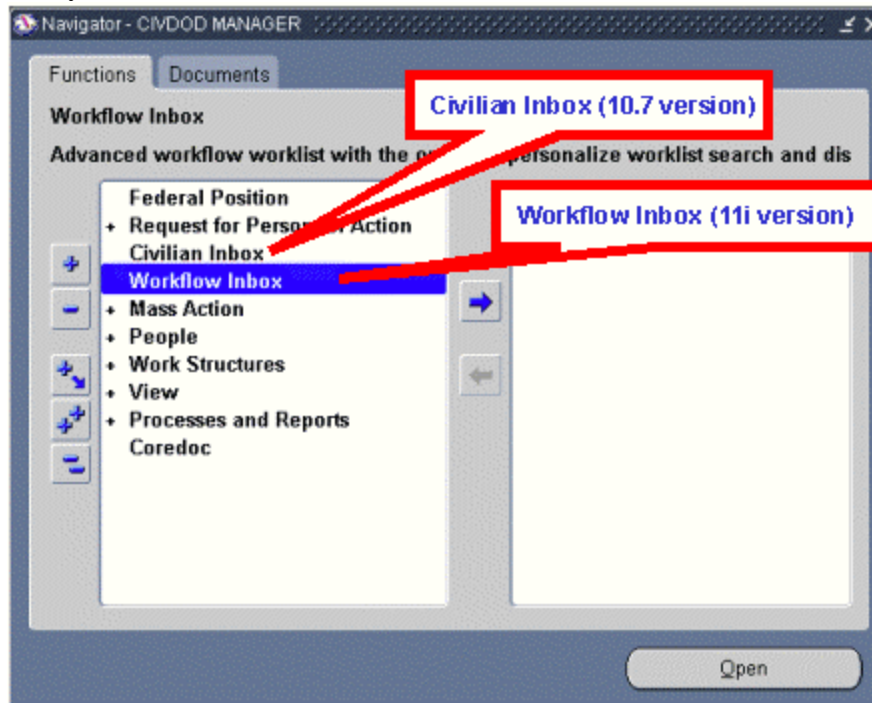 Navigator - CIVDOD MANAGER
Functions Documents
Civilian Inbox (10.7 version)
Workflow Inbox
Advanced workflow worklist with the personalize worklist search and dis
Federal Position
+ Request for Action
Workflow Inbox (11i version)
Civilian Inbox
Workflow Inbox
+ Mass Action
+ People
+ Work Structures
+ View
+ Processes and Reports
Coredoc
Open